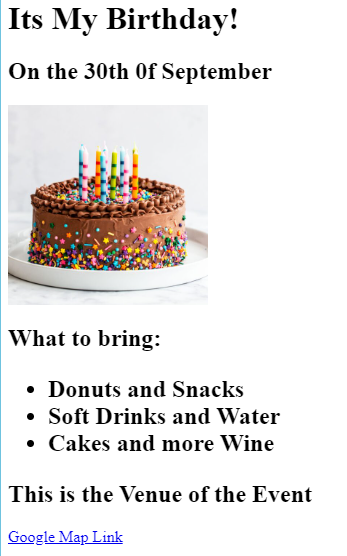 Its My Birthday!
On the 30th 0f September
What to bring:
Donuts and Snacks
Soft Drinks and Water
Cakes and more Wine
This is the Venue of the Event
Google Map Link